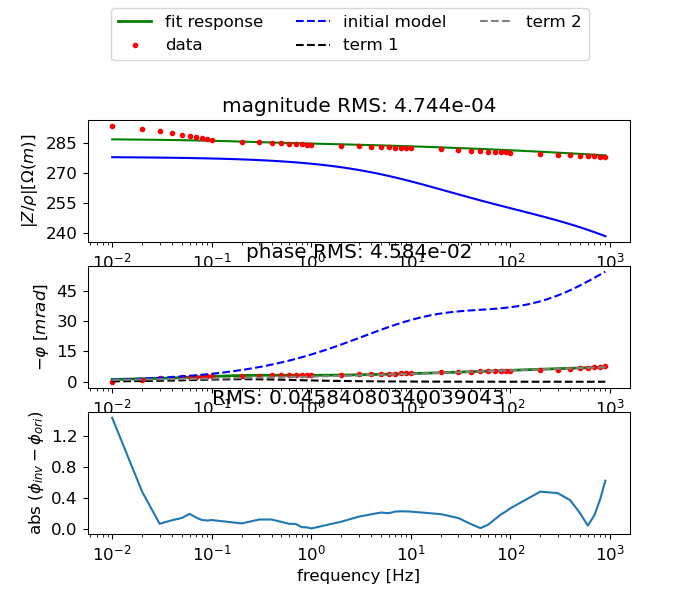 fit response
data
initial model
term 1
term 2
magnitude RMS: 4.744e-04
|Z/ρ|[Ω(m)]
285
270
255
240
10⁻² 10⁻¹ 10⁰ 10¹ 10² 10³
phase RMS: 4.584e-02
−φ [mrad]
45
30
15
0
10⁻² 10⁻¹ 10⁰ 10¹ 10² 10³
RMS: 0.04584080340039043
abs (ϕ_inv − ϕ_ori)
1.2
0.8
0.4
0.0
10⁻² 10⁻¹ 10⁰ 10¹ 10² 10³
frequency [Hz]